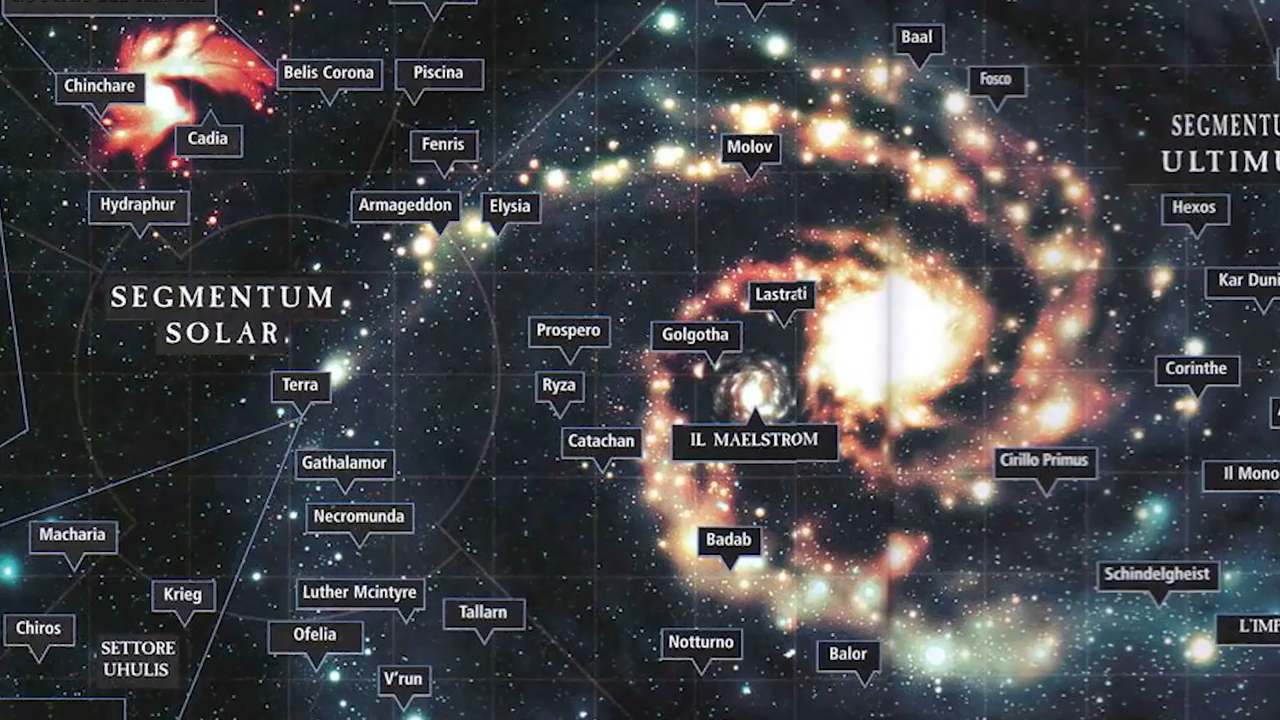 Baal
Belis Corona
Piscina
Chinchare
Fosco
Cadia
Fenris
Molov
SEGMENTU
ULTIMU
Hydraphur
Armageddon
Elysia
Hexos
Kar Duni
SEGMENTUM
SOLAR
Lastrati
Prospero
Golgotha
Terra
Ryza
Corinthe
Catachan
IL MAELSTROM
Gathalamor
Cirillo Primus
Il Mono
Necromunda
Macharia
Badab
Krieg
Luther Mcintyre
Schindelgheist
Tallarn
Chiros
Ofelia
SETTORE
UHULIS
Notturno
Balor
L'IMP
V'run